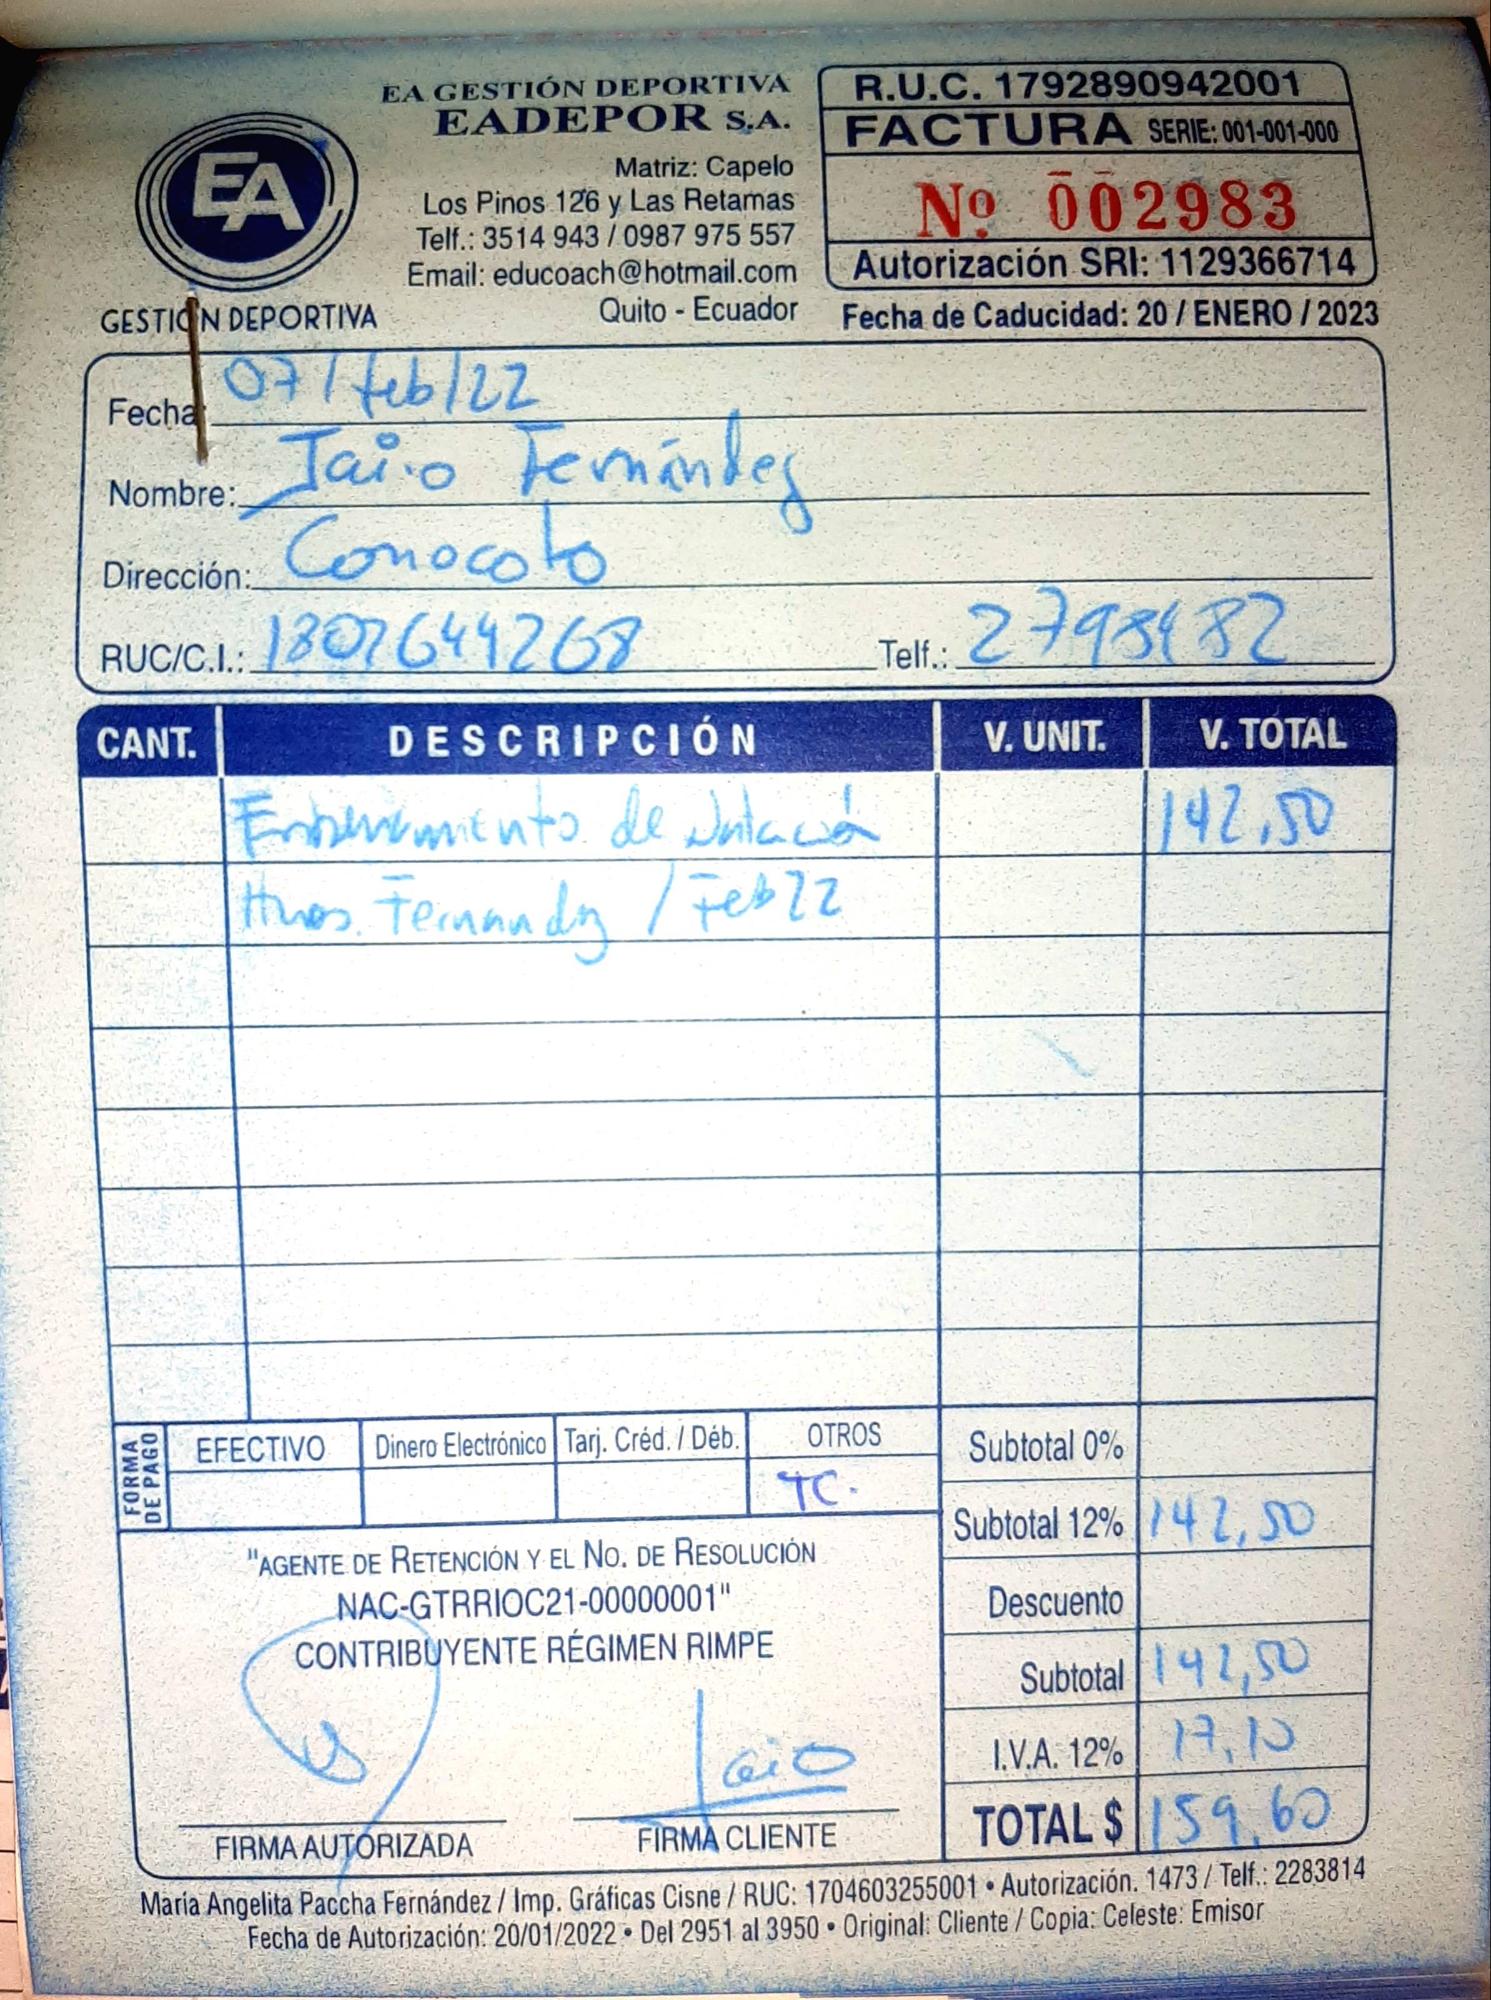 EA GESTIÓN DEPORTIVA
EADEPOR S.A.
Matriz: Capelo
Los Pinos 126 y Las Retamas
Telf.: 3514 943 / 0987 975 557
Email: educoach@hotmail.com
Quito - Ecuador
EA
GESTIÓN DEPORTIVA
R.U.C. 1792890942001
FACTURA SERIE: 001-001-000
Nº 002983
Autorización SRI: 1129366714
Fecha de Caducidad: 20 / ENERO / 2023
Fecha: 07/feb/22
Nombre: Jairo Fernández
Dirección: Conocoto
RUC/C.I.: 1802644268 Telf.:
CANT. DESCRIPCIÓN V. UNIT. V. TOTAL
Entrenamiento de Natación 142,50
Hnos. Fernandez / Feb 22
FORMA DE PAGO
EFECTIVO Dinero Electrónico Tarj. Créd. / Déb. OTROS
TC.
Subtotal 0%
Subtotal 12% 142,50
Descuento
Subtotal 142,50
I.V.A. 12% 17,10
TOTAL $ 159,60
"AGENTE DE RETENCIÓN Y EL NO. DE RESOLUCIÓN
NAC-GTRRIOC21-00000001"
CONTRIBUYENTE RÉGIMEN RIMPE
Jairo
FIRMA AUTORIZADA FIRMA CLIENTE
María Angelita Paccha Fernández / Imp. Gráficas Cisne / RUC: 1704603255001 • Autorización. 1473 / Telf.: 2283814
Fecha de Autorización: 20/01/2022 • Del 2951 al 3950 • Original: Cliente / Copia: Celeste: Emisor